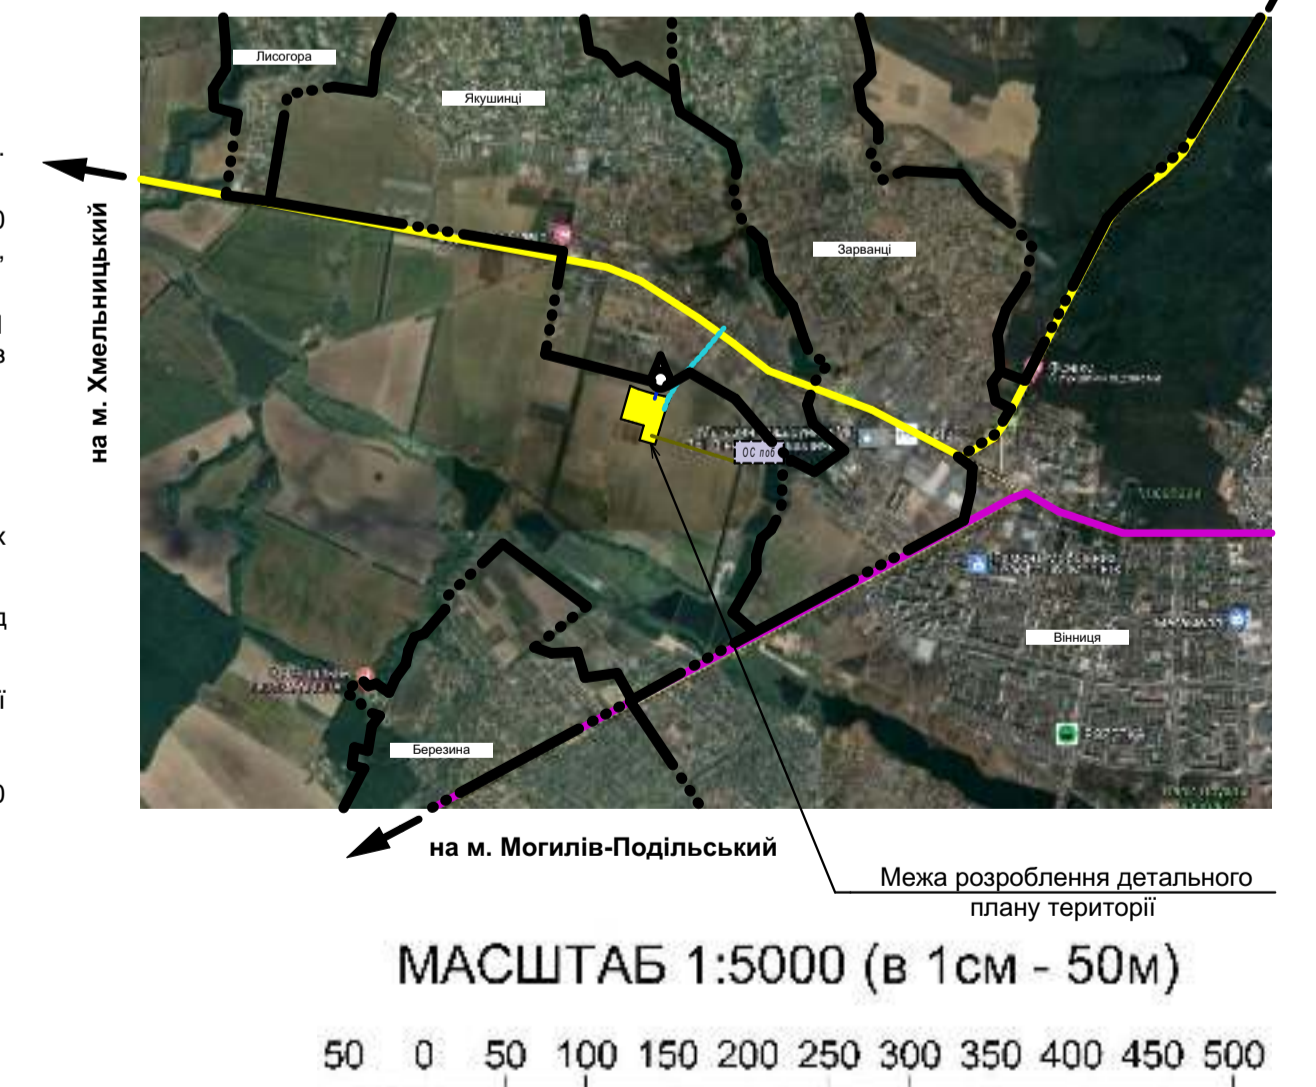 Лисогора
Якушинці
Зарванці
на м. Хмельницький
ОС поб
Вінниця
Березина
на м. Могилів-Подільський
Межа розроблення детального
плану території
МАСШТАБ 1:5000 (в 1см - 50м)
50 0 50 100 150 200 250 300 350 400 450 500